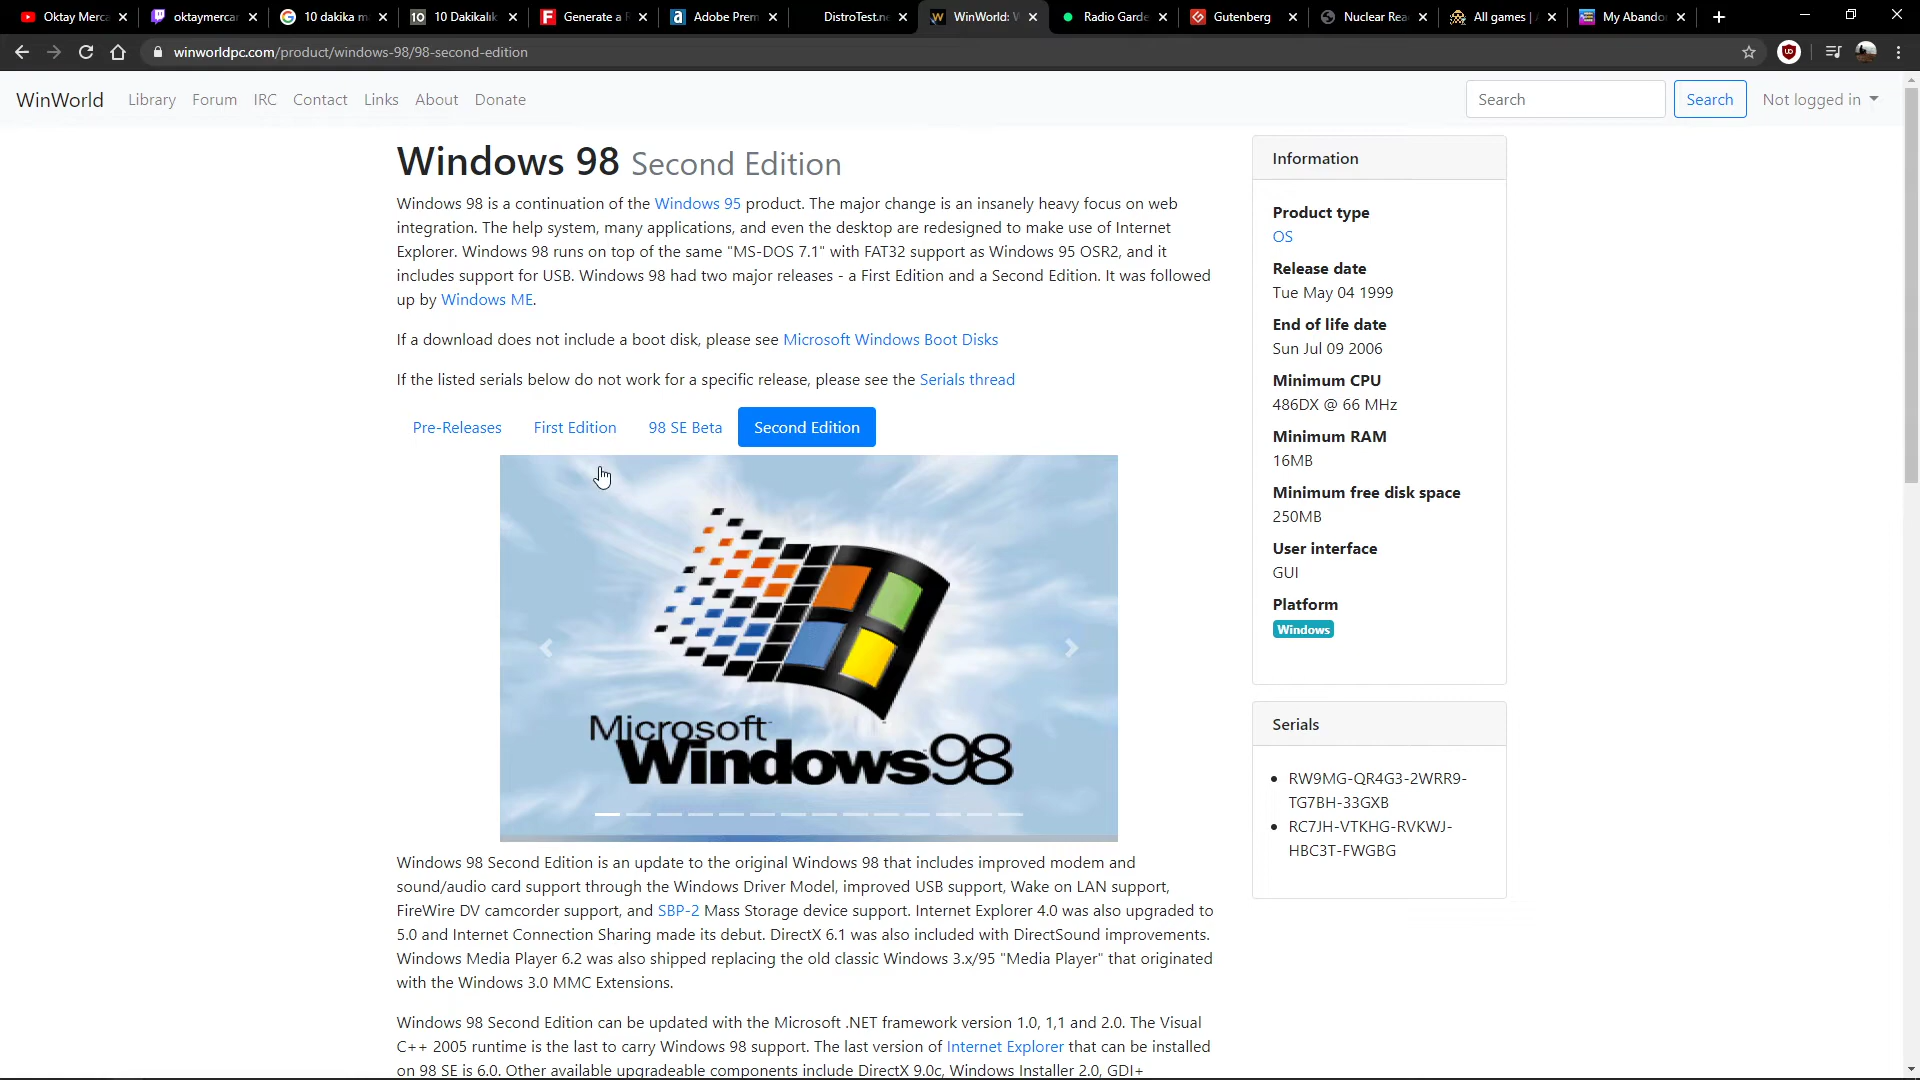 Oktay Merca
oktaymercan
10 dakika m
10 Dakikalık
Generate a F
Adobe Prem
DistroTest.ne
WinWorld: W
Radio Garde
Gutenberg
Nuclear Rea
All games |
My Abando
winworldpc.com/product/windows-98/98-second-edition
WinWorld Library Forum IRC Contact Links About Donate
Search
Search
Not logged in
Windows 98 Second Edition
Windows 98 is a continuation of the Windows 95 product. The major change is an insanely heavy focus on web
integration. The help system, many applications, and even the desktop are redesigned to make use of Internet
Explorer. Windows 98 runs on top of the same "MS-DOS 7.1" with FAT32 support as Windows 95 OSR2, and it
includes support for USB. Windows 98 had two major releases - a First Edition and a Second Edition. It was followed
up by Windows ME.
If a download does not include a boot disk, please see Microsoft Windows Boot Disks
If the listed serials below do not work for a specific release, please see the Serials thread
Pre-Releases First Edition 98 SE Beta Second Edition
Microsoft
Windows98
Windows 98 Second Edition is an update to the original Windows 98 that includes improved modem and
sound/audio card support through the Windows Driver Model, improved USB support, Wake on LAN support,
FireWire DV camcorder support, and SBP-2 Mass Storage device support. Internet Explorer 4.0 was also upgraded to
5.0 and Internet Connection Sharing made its debut. DirectX 6.1 was also included with DirectSound improvements.
Windows Media Player 6.2 was also shipped replacing the old classic Windows 3.x/95 "Media Player" that originated
with the Windows 3.0 MMC Extensions.
Windows 98 Second Edition can be updated with the Microsoft .NET framework version 1.0, 1,1 and 2.0. The Visual
C++ 2005 runtime is the last to carry Windows 98 support. The last version of Internet Explorer that can be installed
on 98 SE is 6.0. Other available upgradeable components include DirectX 9.0c, Windows Installer 2.0, GDI+
Information
Product type
OS
Release date
Tue May 04 1999
End of life date
Sun Jul 09 2006
Minimum CPU
486DX @ 66 MHz
Minimum RAM
16MB
Minimum free disk space
250MB
User interface
GUI
Platform
Windows
Serials
RW9MG-QR4G3-2WRR9-
TG7BH-33GXB
RC7JH-VTKHG-RVKWJ-
HBC3T-FWGBG